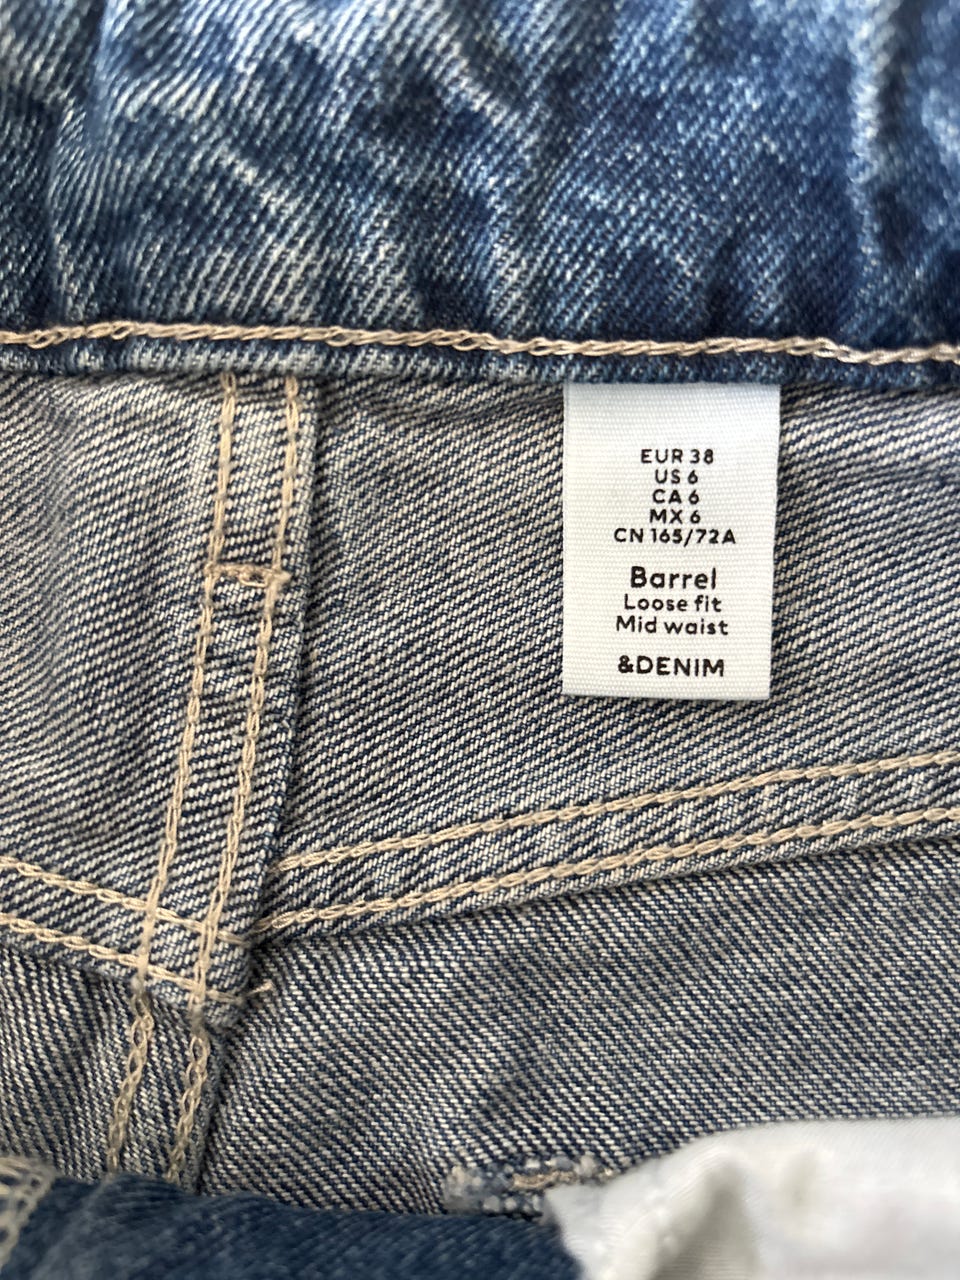 EUR 38
US 6
CA 6
MX 6
CN 165/72A
Barrel
Loose fit
Mid waist
&DENIM